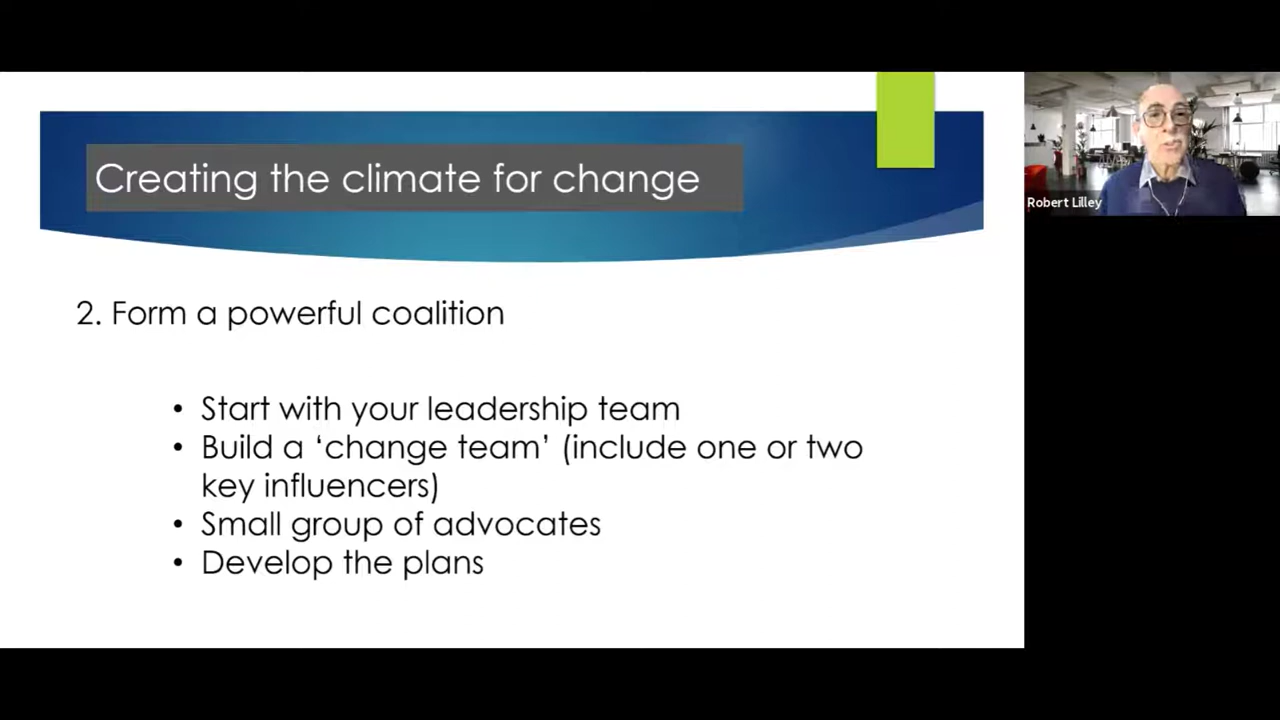 Creating the climate for change
Robert Lilley
2. Form a powerful coalition
• Start with your leadership team
• Build a ‘change team’ (include one or two
key influencers)
• Small group of advocates
• Develop the plans